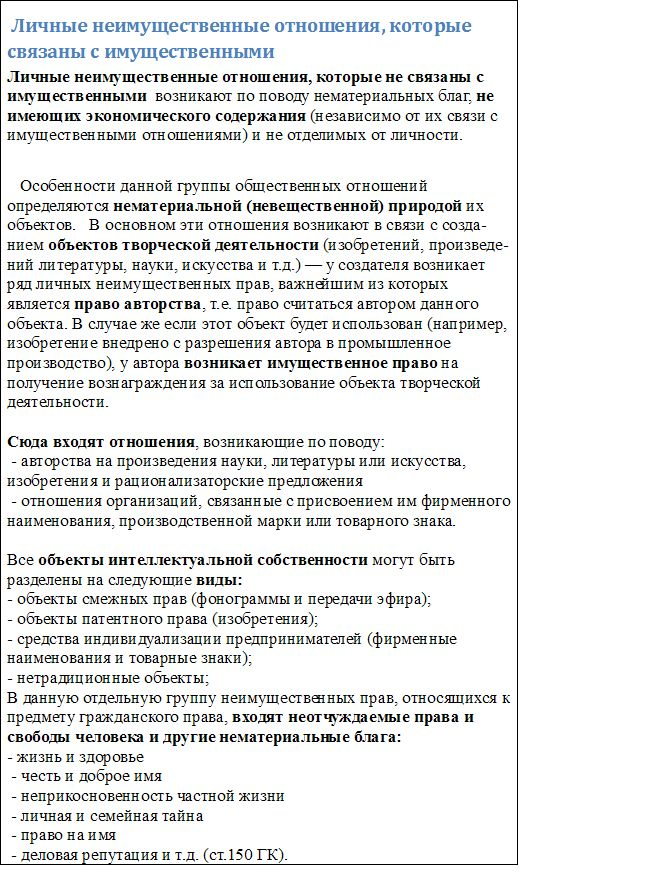 Личные неимущественные отношения, которые
связаны с имущественными
Личные неимущественные отношения, которые не связаны с
имущественными возникают по поводу нематериальных благ, не
имеющих экономического содержания (независимо от их связи с
имущественными отношениями) и не отделимых от личности.
Особенности данной группы общественных отношений
определяются нематериальной (невещественной) природой их
объектов. В основном эти отношения возникают в связи с созда-
нием объектов творческой деятельности (изобретений, произведе-
ний литературы, науки, искусства и т.д.) — у создателя возникает
ряд личных неимущественных прав, важнейшим из которых
является право авторства, т.е. право считаться автором данного
объекта. В случае же если этот объект будет использован (например,
изобретение внедрено с разрешения автора в промышленное
производство), у автора возникает имущественное право на
получение вознаграждения за использование объекта творческой
деятельности.
Сюда входят отношения, возникающие по поводу:
- авторства на произведения науки, литературы или искусства,
изобретения и рационализаторские предложения
- отношения организаций, связанные с присвоением им фирменного
наименования, производственной марки или товарного знака.
Все объекты интеллектуальной собственности могут быть
разделены на следующие виды:
- объекты смежных прав (фонограммы и передачи эфира);
- объекты патентного права (изобретения);
- средства индивидуализации предпринимателей (фирменные
наименования и товарные знаки);
- нетрадиционные объекты;
В данную отдельную группу неимущественных прав, относящихся к
предмету гражданского права, входят неотчуждаемые права и
свободы человека и другие нематериальные блага:
- жизнь и здоровье
- честь и доброе имя
- неприкосновенность частной жизни
- личная и семейная тайна
- право на имя
- деловая репутация и т.д. (ст.150 ГК).